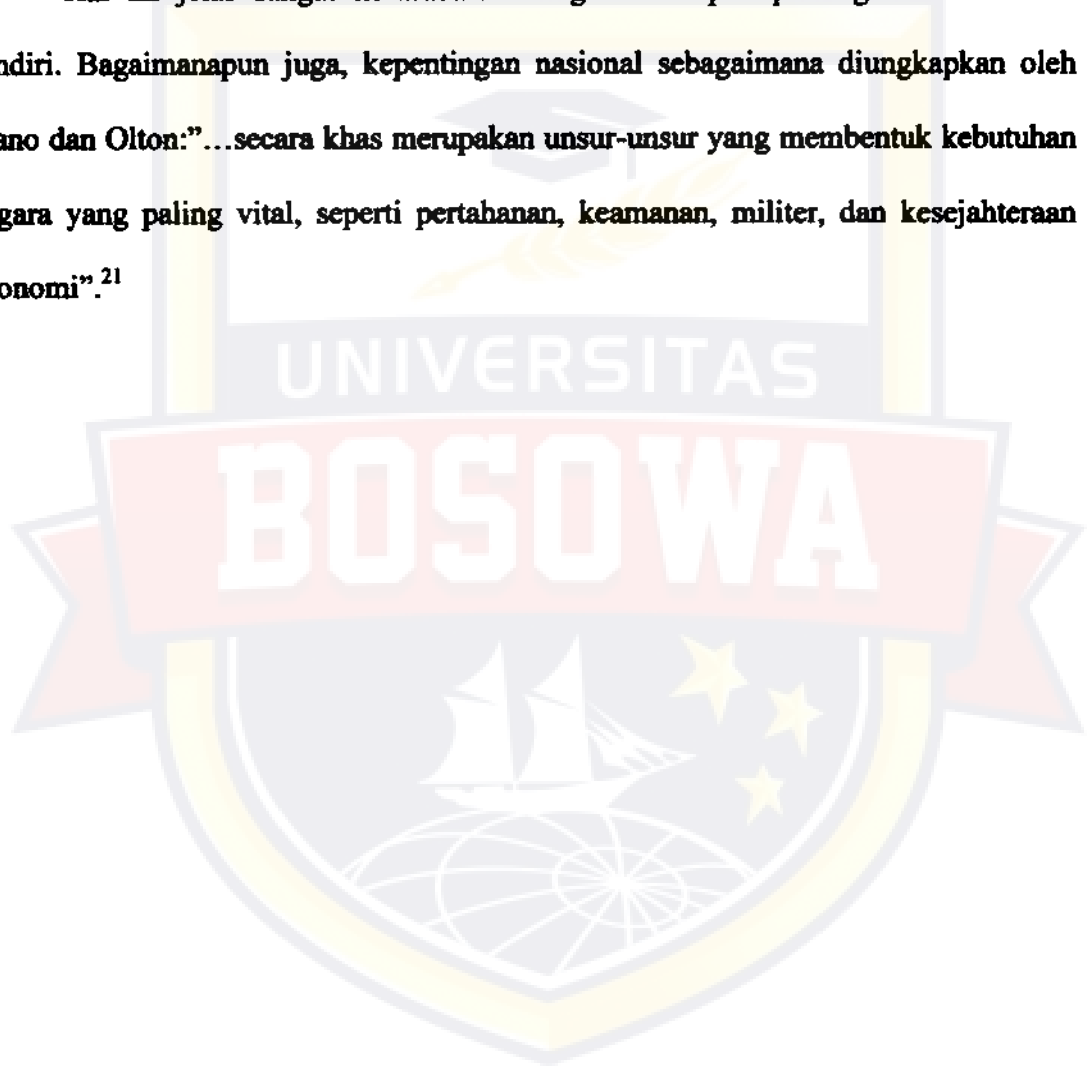 ndiri. Bagaimanapun juga, kepentingan nasional sebagaimana diungkapkan oleh
ano dan Olton:”…secara khas merupakan unsur-unsur yang membentuk kebutuhan
gara yang paling vital, seperti pertahanan, keamanan, militer, dan kesejahteraan
onomi”.21
UNIVERSITAS
BOSOWA